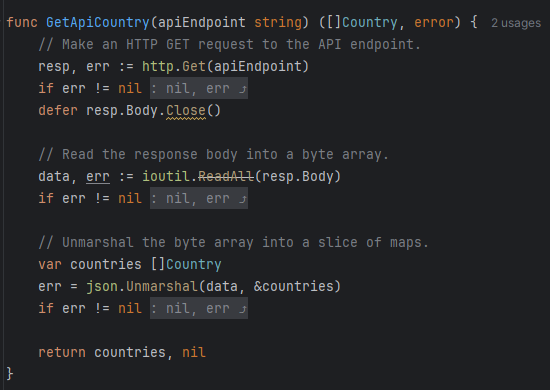 func GetApiCountry(apiEndpoint string) ([]Country, error) { 2 usages
// Make an HTTP GET request to the API endpoint.
resp, err := http.Get(apiEndpoint)
if err != nil : nil, err ⤴
defer resp.Body.Close()
// Read the response body into a byte array.
data, err := ioutil.ReadAll(resp.Body)
if err != nil : nil, err ⤴
// Unmarshal the byte array into a slice of maps.
var countries []Country
err = json.Unmarshal(data, &countries)
if err != nil : nil, err ⤴
return countries, nil
}